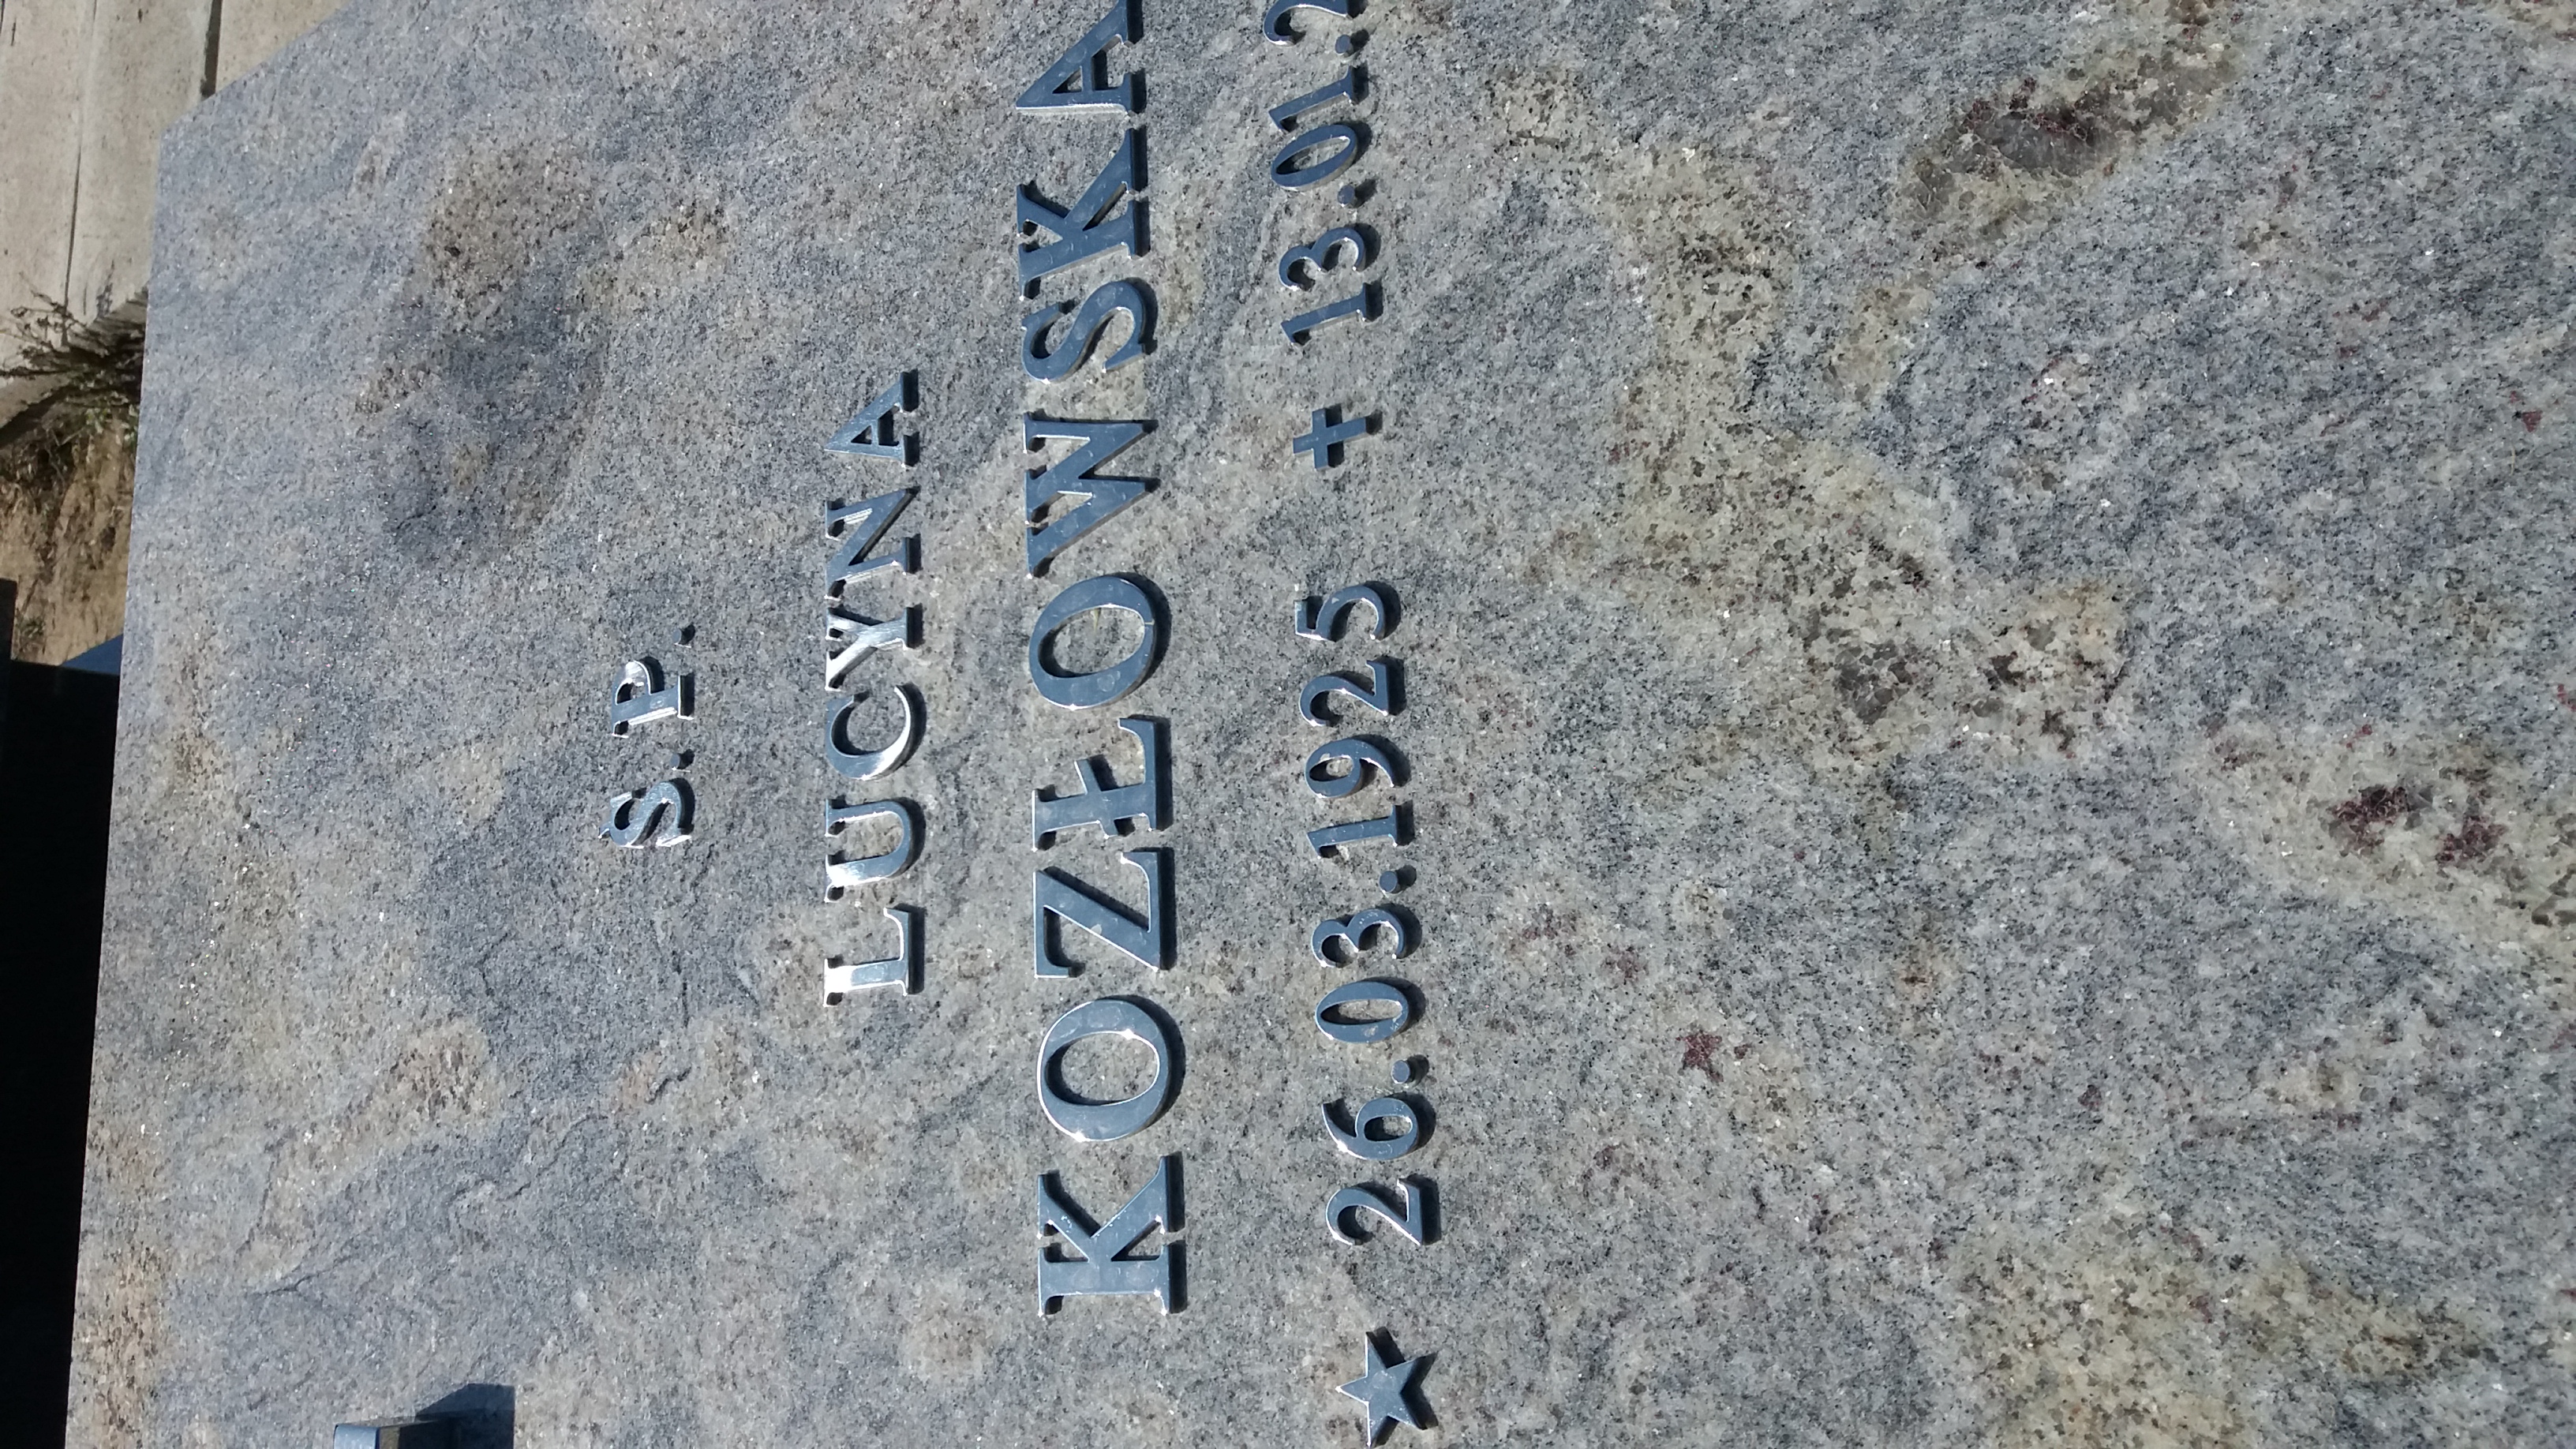 Ś.P.
LUCYNA
KOZŁOWSKA
★ 26.03.1925 ✝ 13.01.2